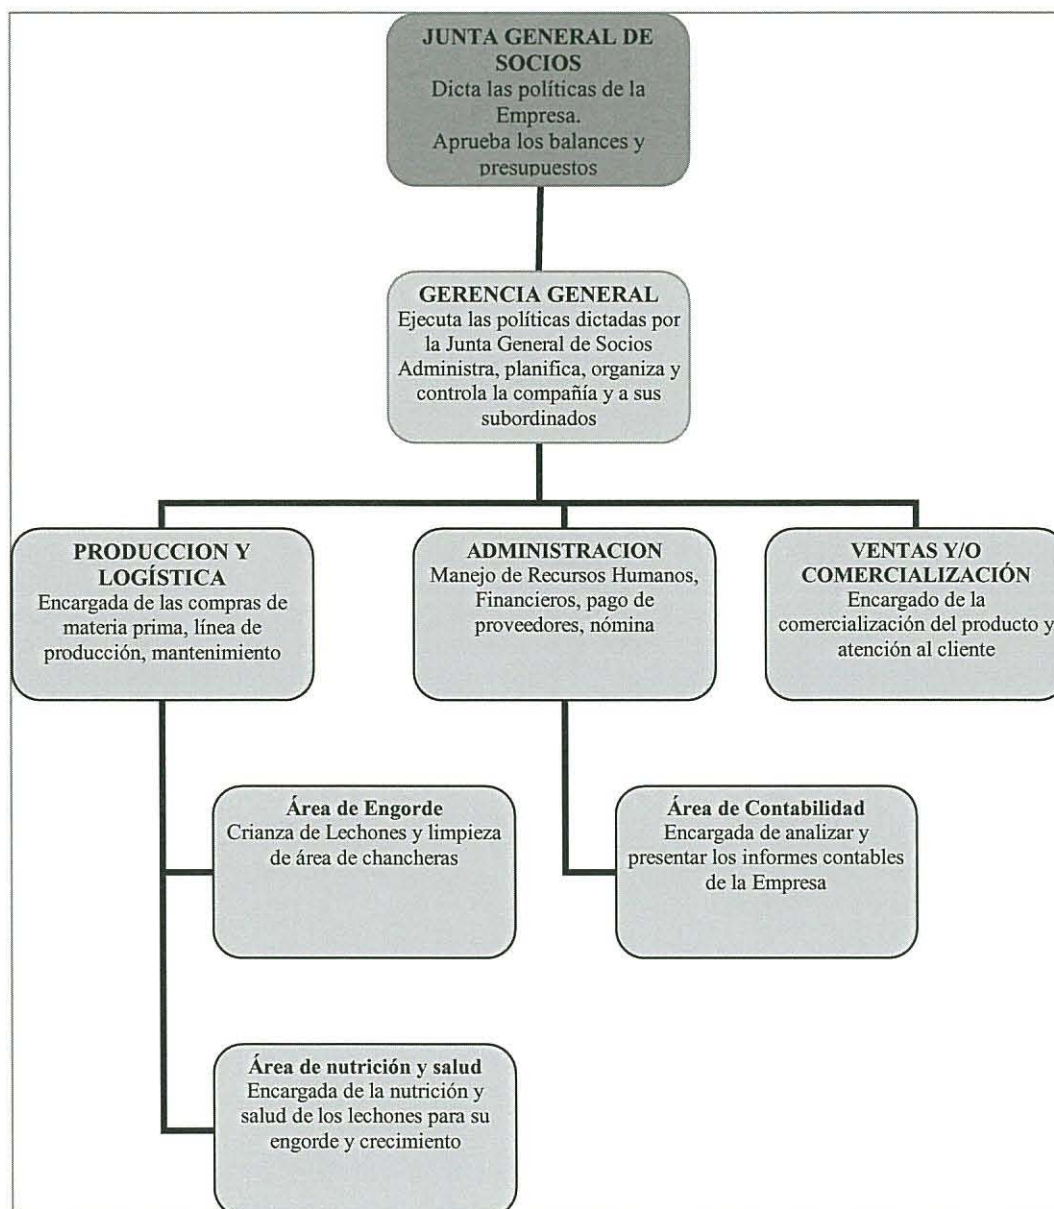 JUNTA GENERAL DE
SOCIOS
Dicta las políticas de la
Empresa.
Aprueba los balances y
presupuestos
GERENCIA GENERAL
Ejecuta las políticas dictadas por
la Junta General de Socios
Administra, planifica, organiza y
controla la compañía y a sus
subordinados
PRODUCCION Y
LOGÍSTICA
Encargada de las compras de
materia prima, línea de
producción, mantenimiento
ADMINISTRACION
Manejo de Recursos Humanos,
Financieros, pago de
proveedores, nómina
VENTAS Y/O
COMERCIALIZACIÓN
Encargado de la
comercialización del producto y
atención al cliente
Área de Engorde
Crianza de Lechones y limpieza
de área de chancheras
Área de Contabilidad
Encargada de analizar y
presentar los informes contables
de la Empresa
Área de nutrición y salud
Encargada de la nutrición y
salud de los lechones para su
engorde y crecimiento